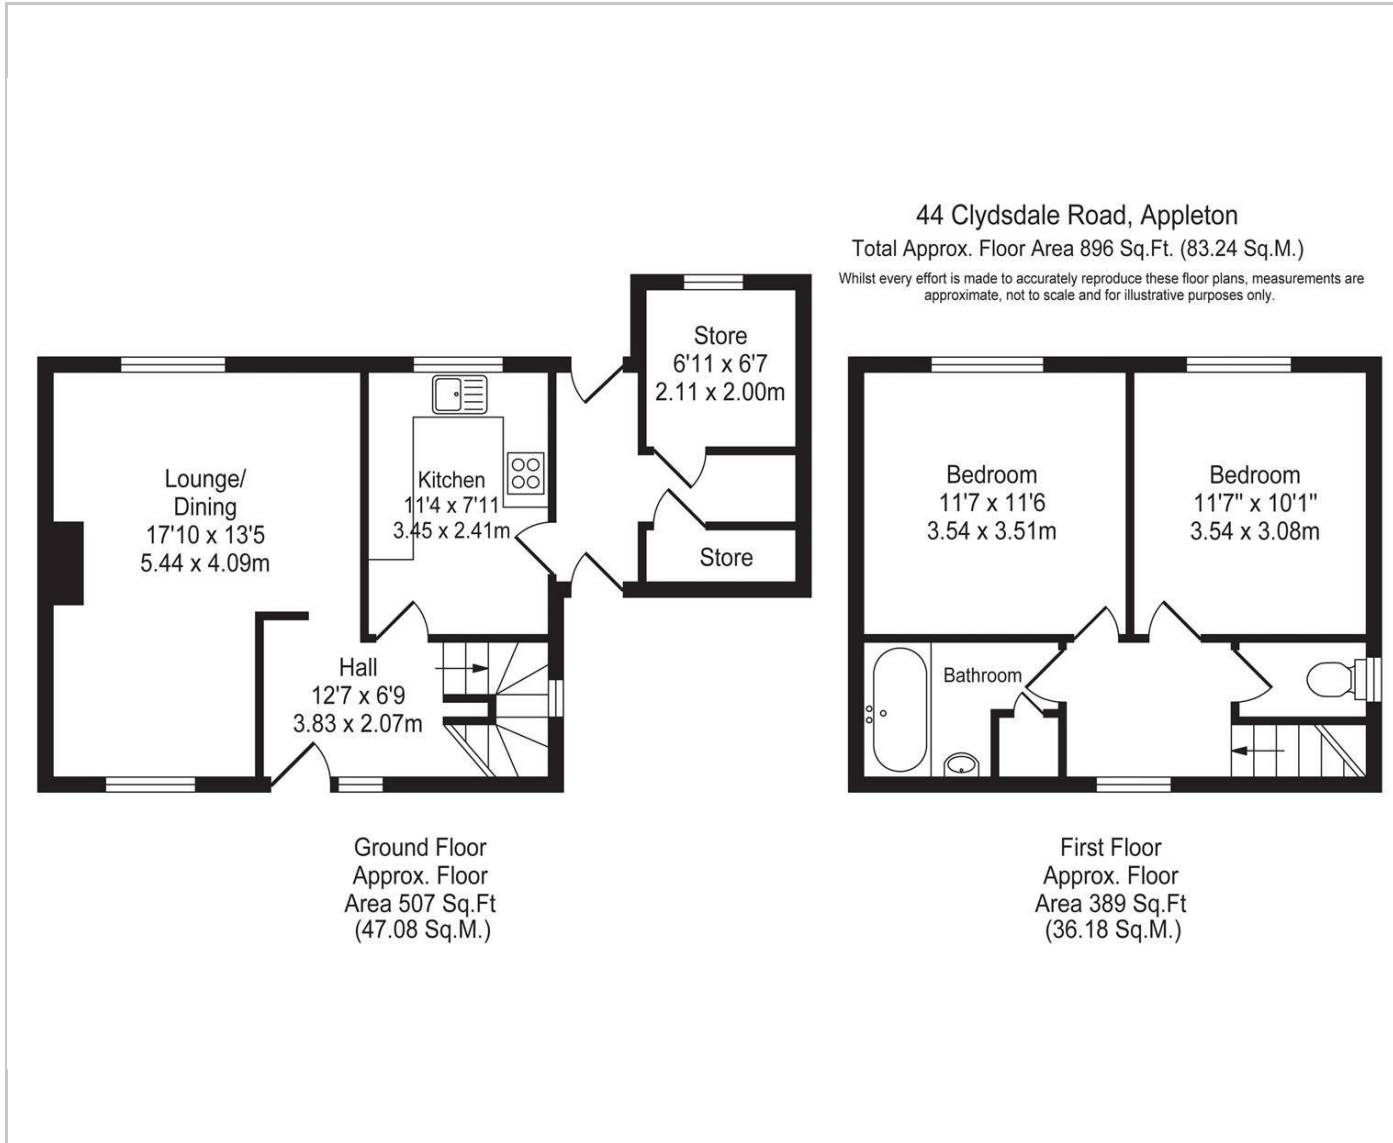 44 Clydsdale Road, Appleton
Total Approx. Floor Area 896 Sq.Ft. (83.24 Sq.M.)
Whilst every effort is made to accurately reproduce these floor plans, measurements are
approximate, not to scale and for illustrative purposes only.
Store
6'11 x 6'7
2.11 x 2.00m
Lounge/
Dining
17'10 x 13'5
5.44 x 4.09m
Kitchen
11'4 x 7'11
3.45 x 2.41m
Store
Hall
12'7 x 6'9
3.83 x 2.07m
Bedroom
11'7 x 11'6
3.54 x 3.51m
Bedroom
11'7" x 10'1"
3.54 x 3.08m
Bathroom
Ground Floor
Approx. Floor
Area 507 Sq.Ft
(47.08 Sq.M.)
First Floor
Approx. Floor
Area 389 Sq.Ft
(36.18 Sq.M.)